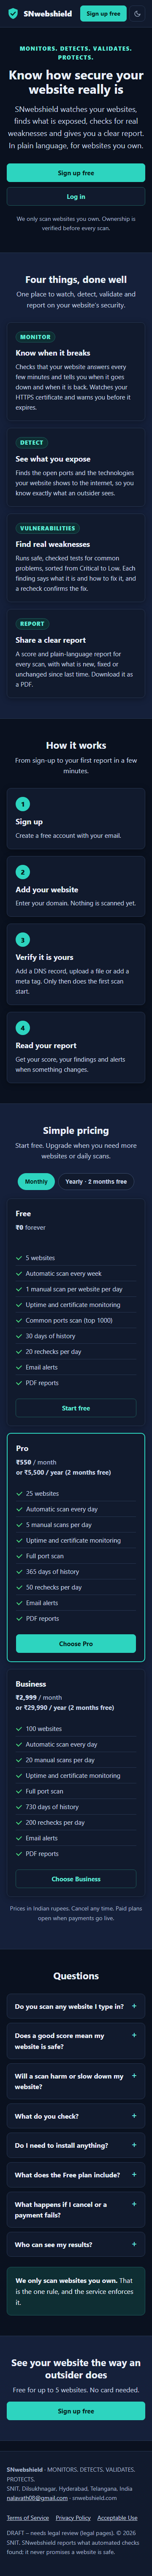 SNwebshield
Sign up free
MONITORS. DETECTS. VALIDATES.
PROTECTS.
Know how secure your
website really is
SNwebshield watches your websites,
finds what is exposed, checks for real
weaknesses and gives you a clear report.
In plain language, for websites you own.
Sign up free
Log in
We only scan websites you own. Ownership is
verified before every scan.
Four things, done well
One place to watch, detect, validate and
report on your website's security.
MONITOR
Know when it breaks
Checks that your website answers every
few minutes and tells you when it goes
down and when it is back. Watches your
HTTPS certificate and warns you before it
expires.
DETECT
See what you expose
Finds the open ports and the technologies
your website shows to the internet, so you
know exactly what an outsider sees.
VULNERABILITIES
Find real weaknesses
Runs safe, checked tests for common
problems, sorted from Critical to Low. Each
finding says what it is and how to fix it, and
a recheck confirms the fix.
REPORT
Share a clear report
A score and plain-language report for
every scan, with what is new, fixed or
unchanged since last time. Download it as
a PDF.
How it works
From sign-up to your first report in a few
minutes.
1
Sign up
Create a free account with your email.
2
Add your website
Enter your domain. Nothing is scanned yet.
3
Verify it is yours
Add a DNS record, upload a file or add a
meta tag. Only then does the first scan
start.
4
Read your report
Get your score, your findings and alerts
when something changes.
Simple pricing
Start free. Upgrade when you need more
websites or daily scans.
Monthly
Yearly · 2 months free
Free
₹0 forever
5 websites
Automatic scan every week
1 manual scan per website per day
Uptime and certificate monitoring
Common ports scan (top 1000)
30 days of history
20 rechecks per day
Email alerts
PDF reports
Start free
Pro
₹550 / month
or ₹5,500 / year (2 months free)
25 websites
Automatic scan every day
5 manual scans per day
Uptime and certificate monitoring
Full port scan
365 days of history
50 rechecks per day
Email alerts
PDF reports
Choose Pro
Business
₹2,999 / month
or ₹29,990 / year (2 months free)
100 websites
Automatic scan every day
20 manual scans per day
Uptime and certificate monitoring
Full port scan
730 days of history
200 rechecks per day
Email alerts
PDF reports
Choose Business
Prices in Indian rupees. Cancel any time. Paid plans
open when payments go live.
Questions
Do you scan any website I type in? +
Does a good score mean my +
website is safe?
Will a scan harm or slow down my +
website?
What do you check? +
Do I need to install anything? +
What does the Free plan include? +
What happens if I cancel or a +
payment fails?
Who can see my results? +
We only scan websites you own. That
is the one rule, and the service enforces
it.
See your website the way an
outsider does
Free for up to 5 websites. No card needed.
Sign up free
SNwebshield · MONITORS. DETECTS. VALIDATES.
PROTECTS.
SNIT, Dilsukhnagar, Hyderabad, Telangana, India
nalavath08@gmail.com · snwebshield.com
Terms of Service Privacy Policy Acceptable Use
DRAFT – needs legal review (legal pages). © 2026
SNIT. SNwebshield reports what automated checks
found; it never promises a website is safe.